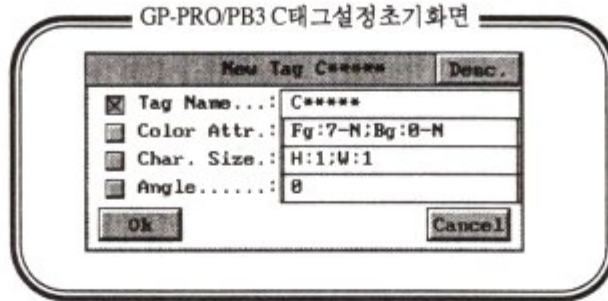 GP-PRO/PB3 C태그설정초기화면
New Tag C***** Desc.
Tag Name...: C*****
Color Attr.: Fg:7-N;Bg:0-N
Char. Size.: H:1;W:1
Angle......: 0
Ok Cancel